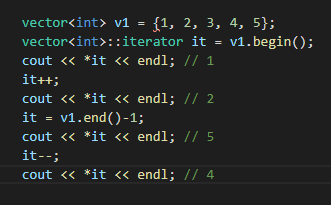 vector<int> v1 = {1, 2, 3, 4, 5};
vector<int>::iterator it = v1.begin();
cout << *it << endl; // 1
it++;
cout << *it << endl; // 2
it = v1.end()-1;
cout << *it << endl; // 5
it--;
cout << *it << endl; // 4